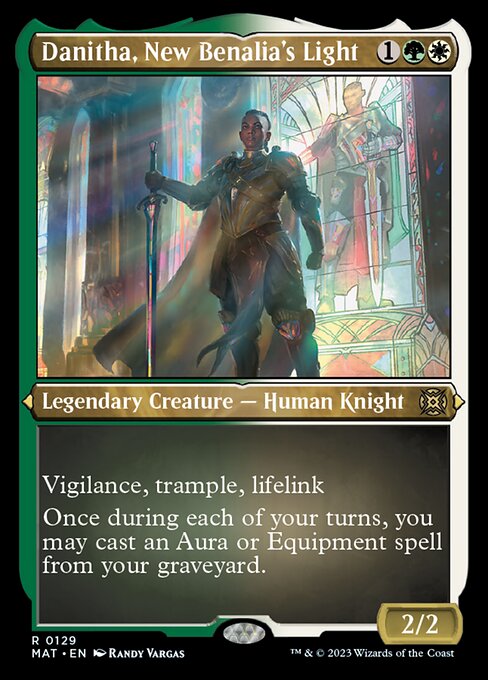 Danitha, New Benalia's Light 1
Legendary Creature — Human Knight
Vigilance, trample, lifelink
Once during each of your turns, you
may cast an Aura or Equipment spell
from your graveyard.
2/2
R 0129
MAT • EN Randy Vargas
™ & © 2023 Wizards of the Coast